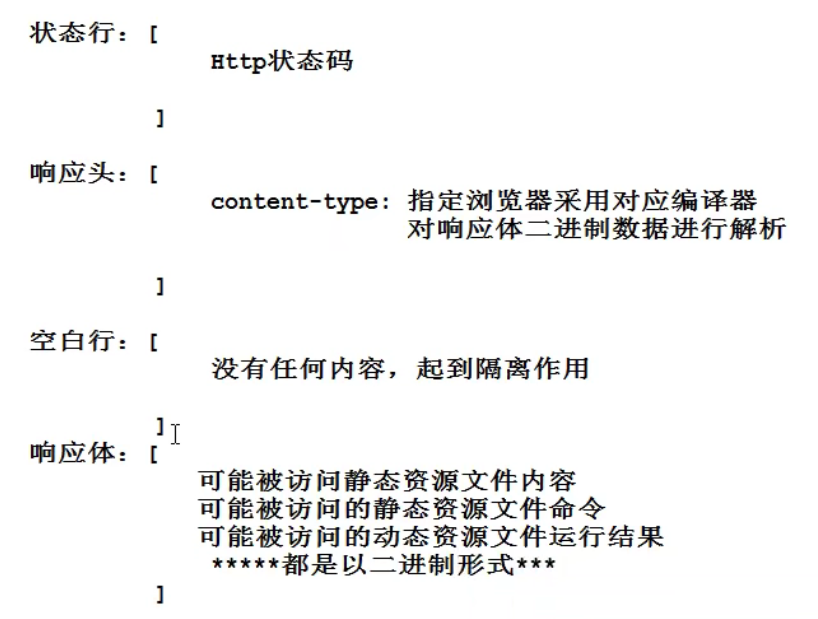 状态行：[
Http状态码
]
响应头：[
content-type: 指定浏览器采用对应编译器
对响应体二进制数据进行解析
]
空白行：[
没有任何内容，起到隔离作用
]
响应体：[
可能被访问静态资源文件内容
可能被访问的静态资源文件命令
可能被访问的动态资源文件运行结果
*****都是以二进制形式***
]